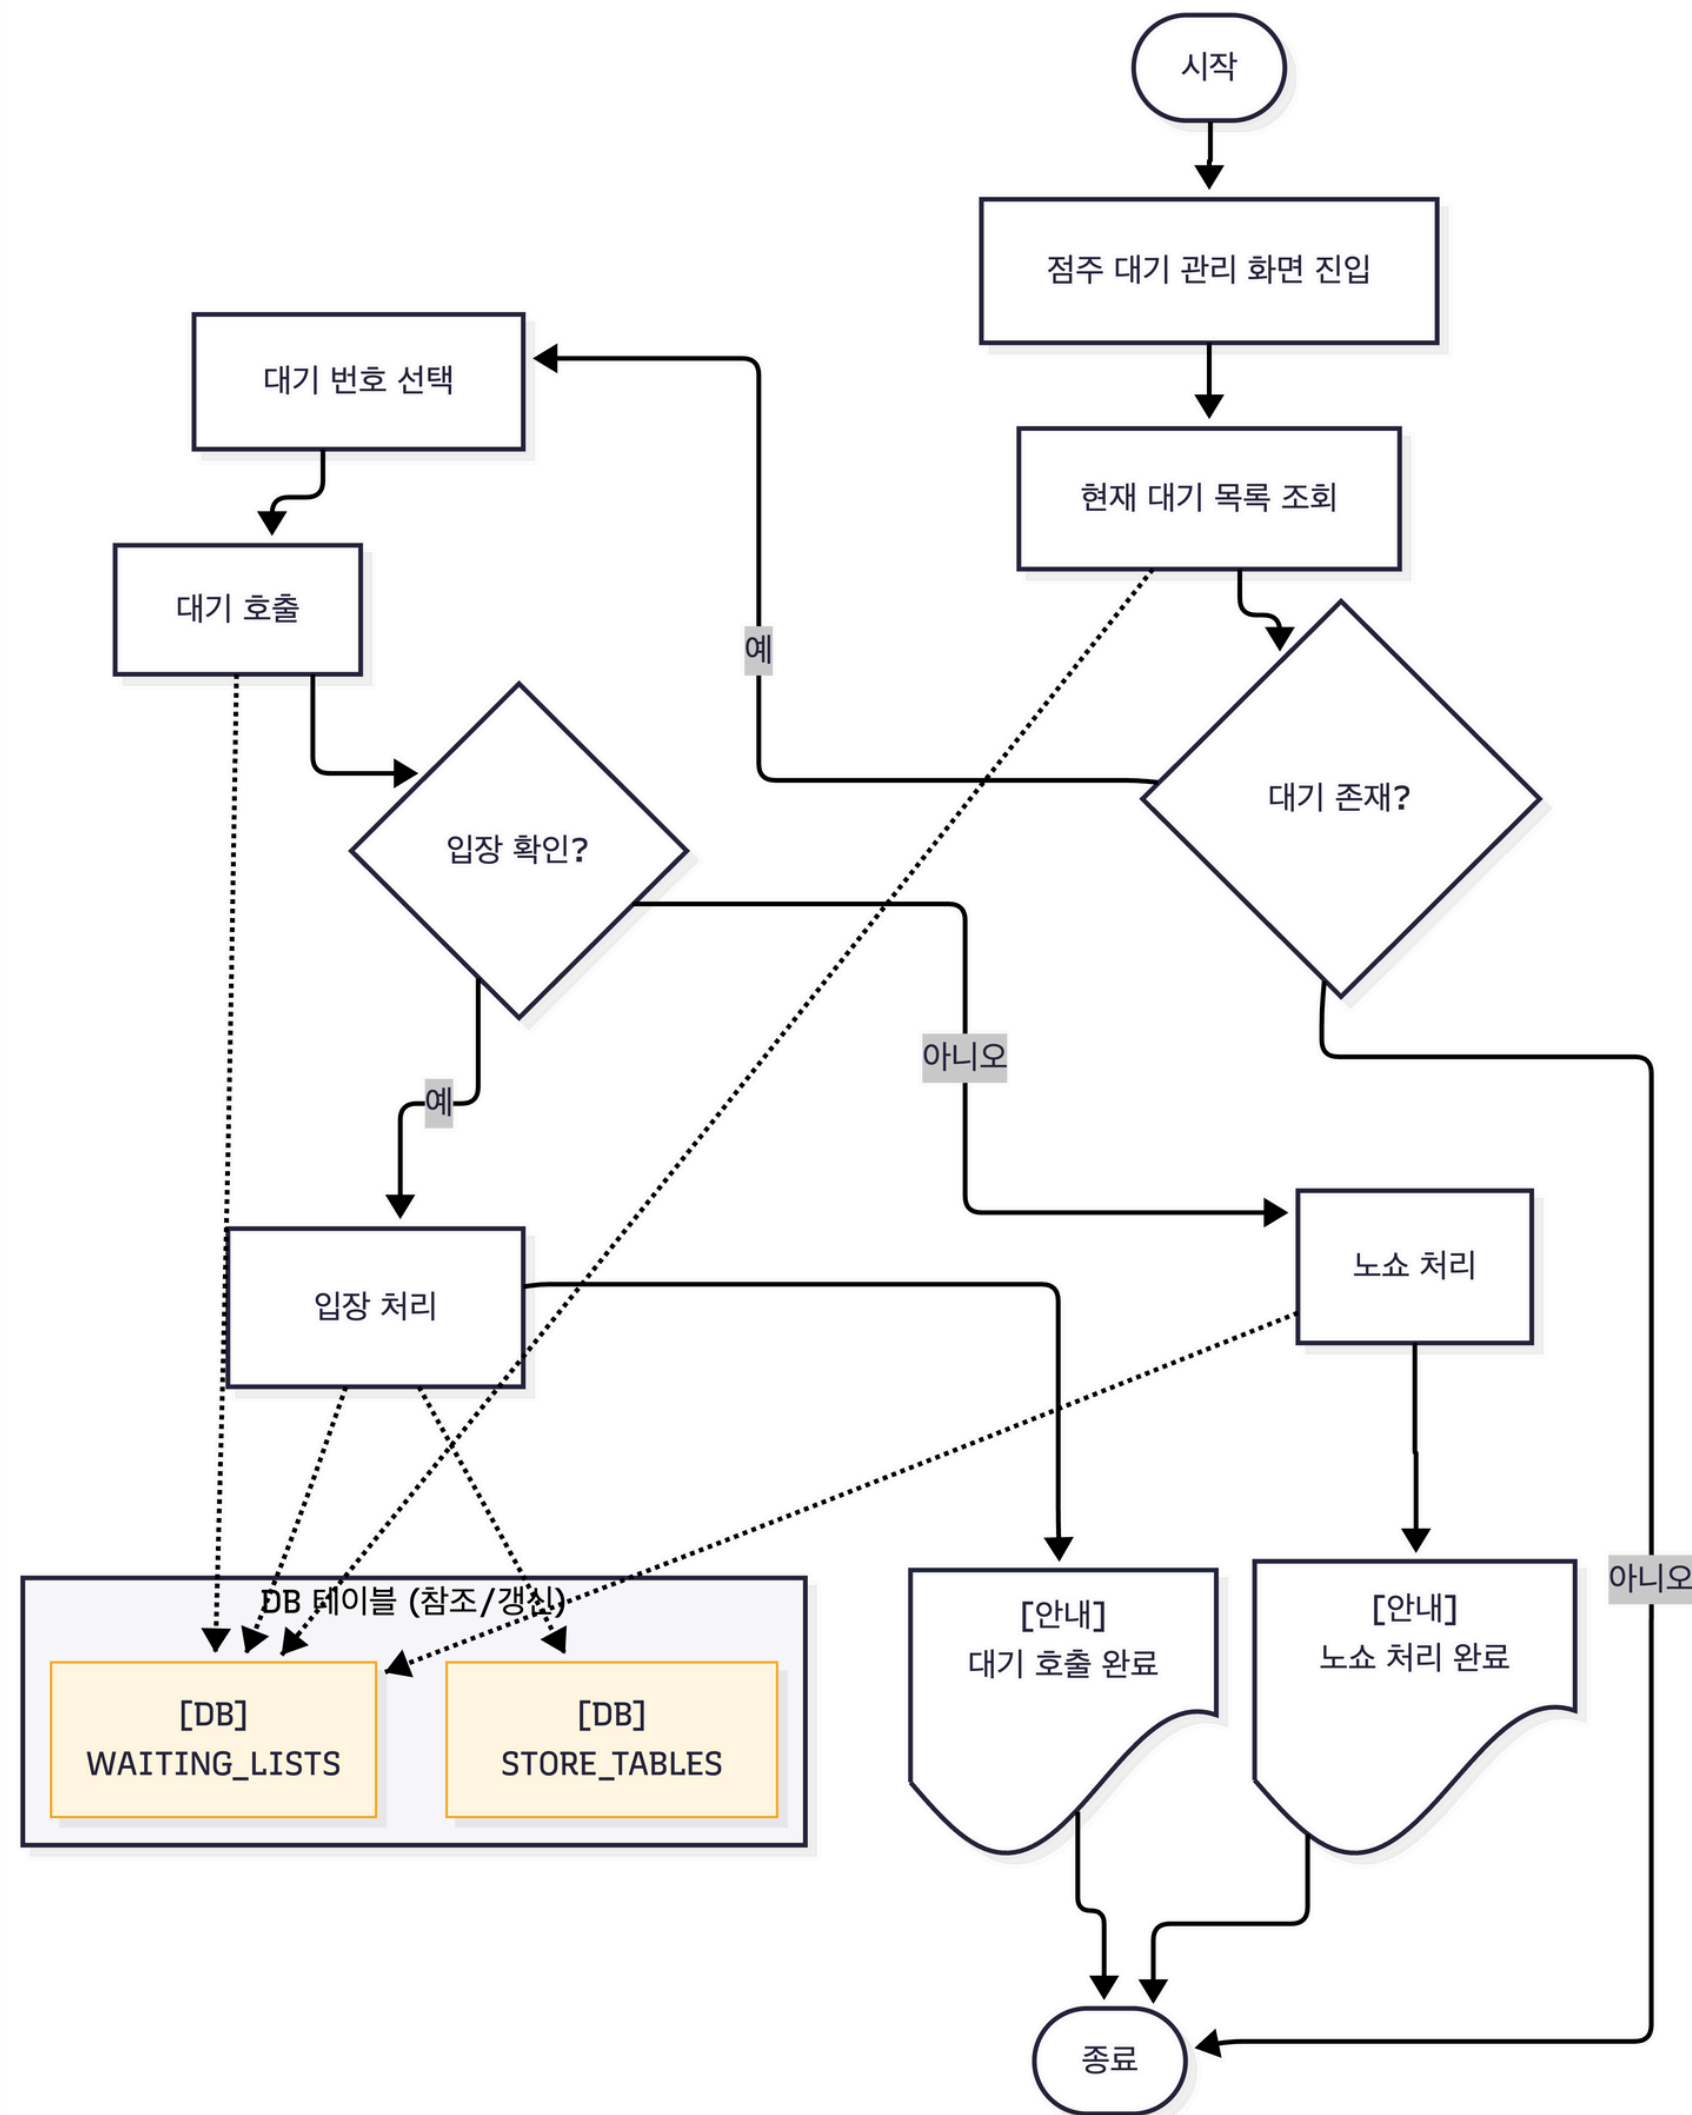 시작
점주 대기 관리 화면 진입
대기 번호 선택
현재 대기 목록 조회
대기 호출
예
대기 존재?
입장 확인?
아니오
예
노쇼 처리
입장 처리
아니오
DB 테이블 (참조/갱신)
[DB]
WAITING_LISTS
[DB]
STORE_TABLES
[안내]
대기 호출 완료
[안내]
노쇼 처리 완료
종료